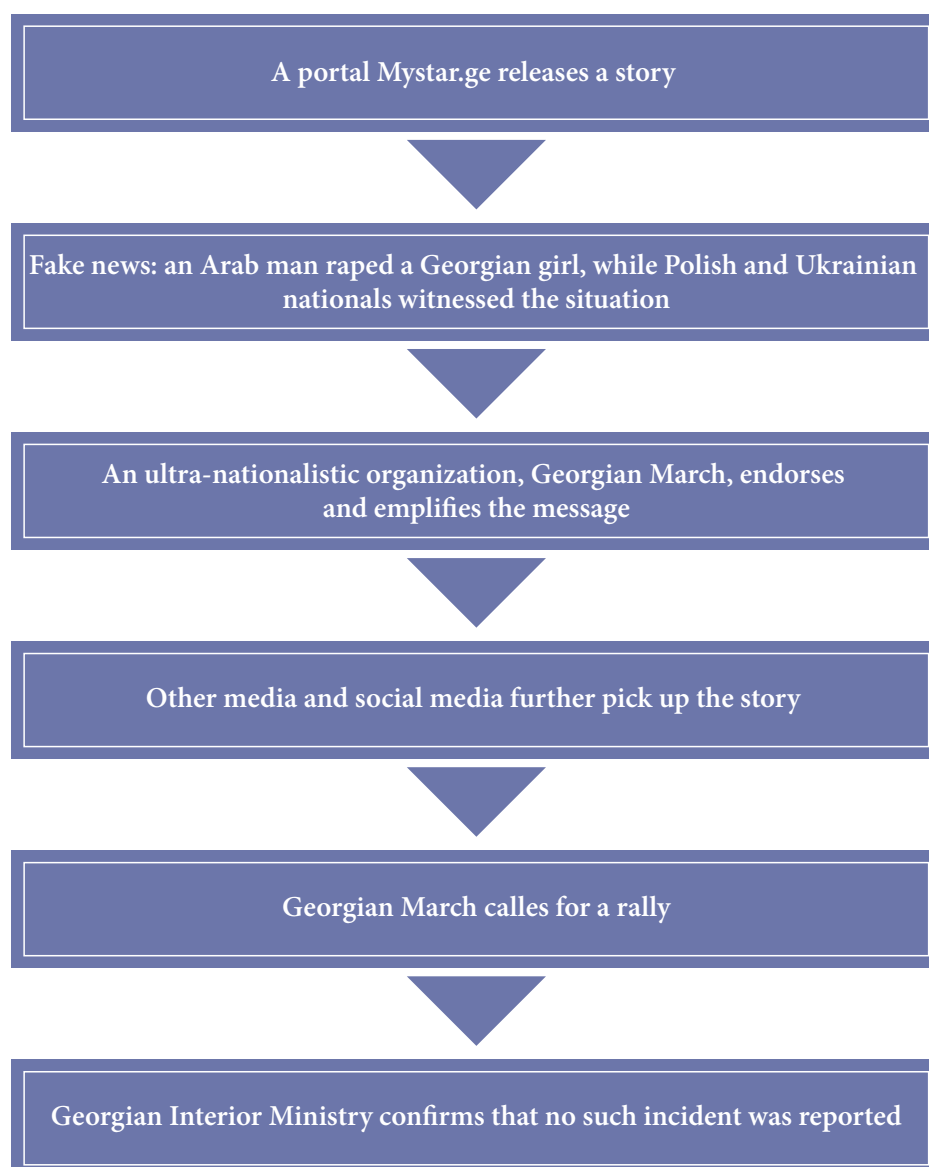 A portal Mystar.ge releases a story
Fake news: an Arab man raped a Georgian girl, while Polish and Ukrainian
nationals witnessed the situation
An ultra-nationalistic organization, Georgian March, endorses
and emplifies the message
Other media and social media further pick up the story
Georgian March calles for a rally
Georgian Interior Ministry confirms that no such incident was reported